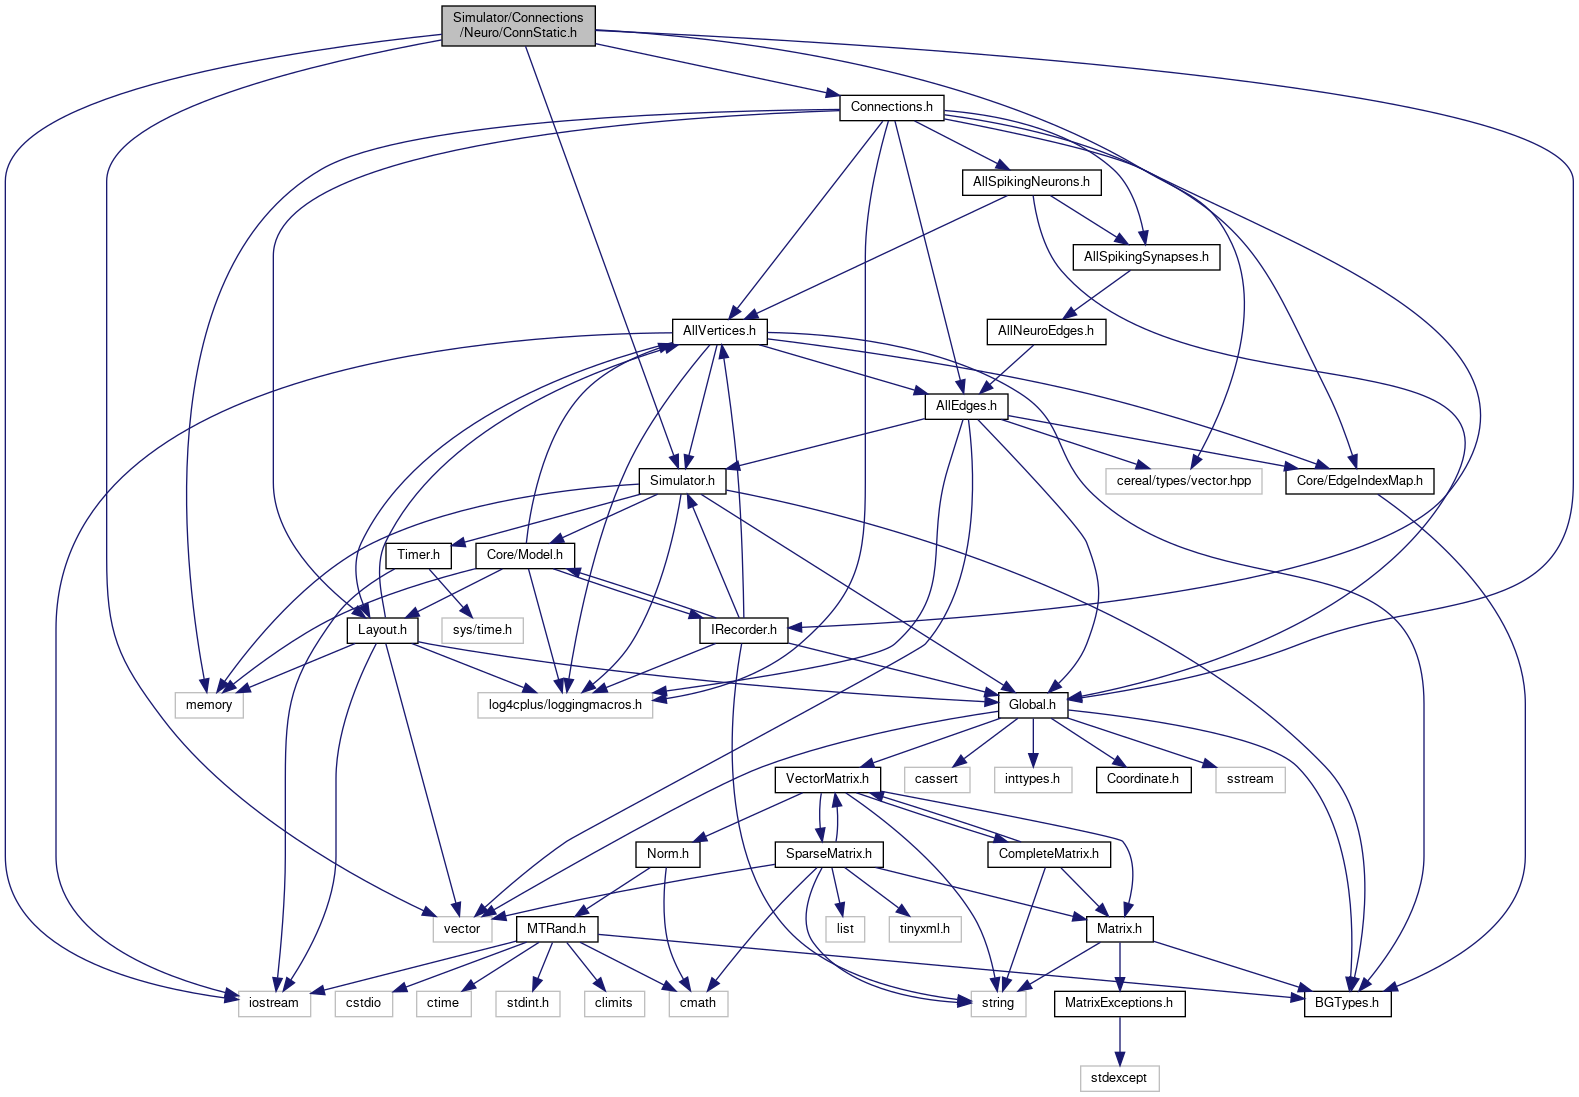 Simulator/Connections
/Neuro/ConnStatic.h
Connections.h
AllSpikingNeurons.h
AllSpikingSynapses.h
AllVertices.h
AllNeuroEdges.h
AllEdges.h
Simulator.h
cereal/types/vector.hpp
Core/EdgeIndexMap.h
Timer.h
Core/Model.h
Layout.h
sys/time.h
IRecorder.h
memory
log4cplus/loggingmacros.h
Global.h
VectorMatrix.h
cassert
inttypes.h
Coordinate.h
sstream
Norm.h
SparseMatrix.h
CompleteMatrix.h
vector
MTRand.h
list
tinyxml.h
Matrix.h
iostream
cstdio
ctime
stdint.h
climits
cmath
string
MatrixExceptions.h
BGTypes.h
stdexcept